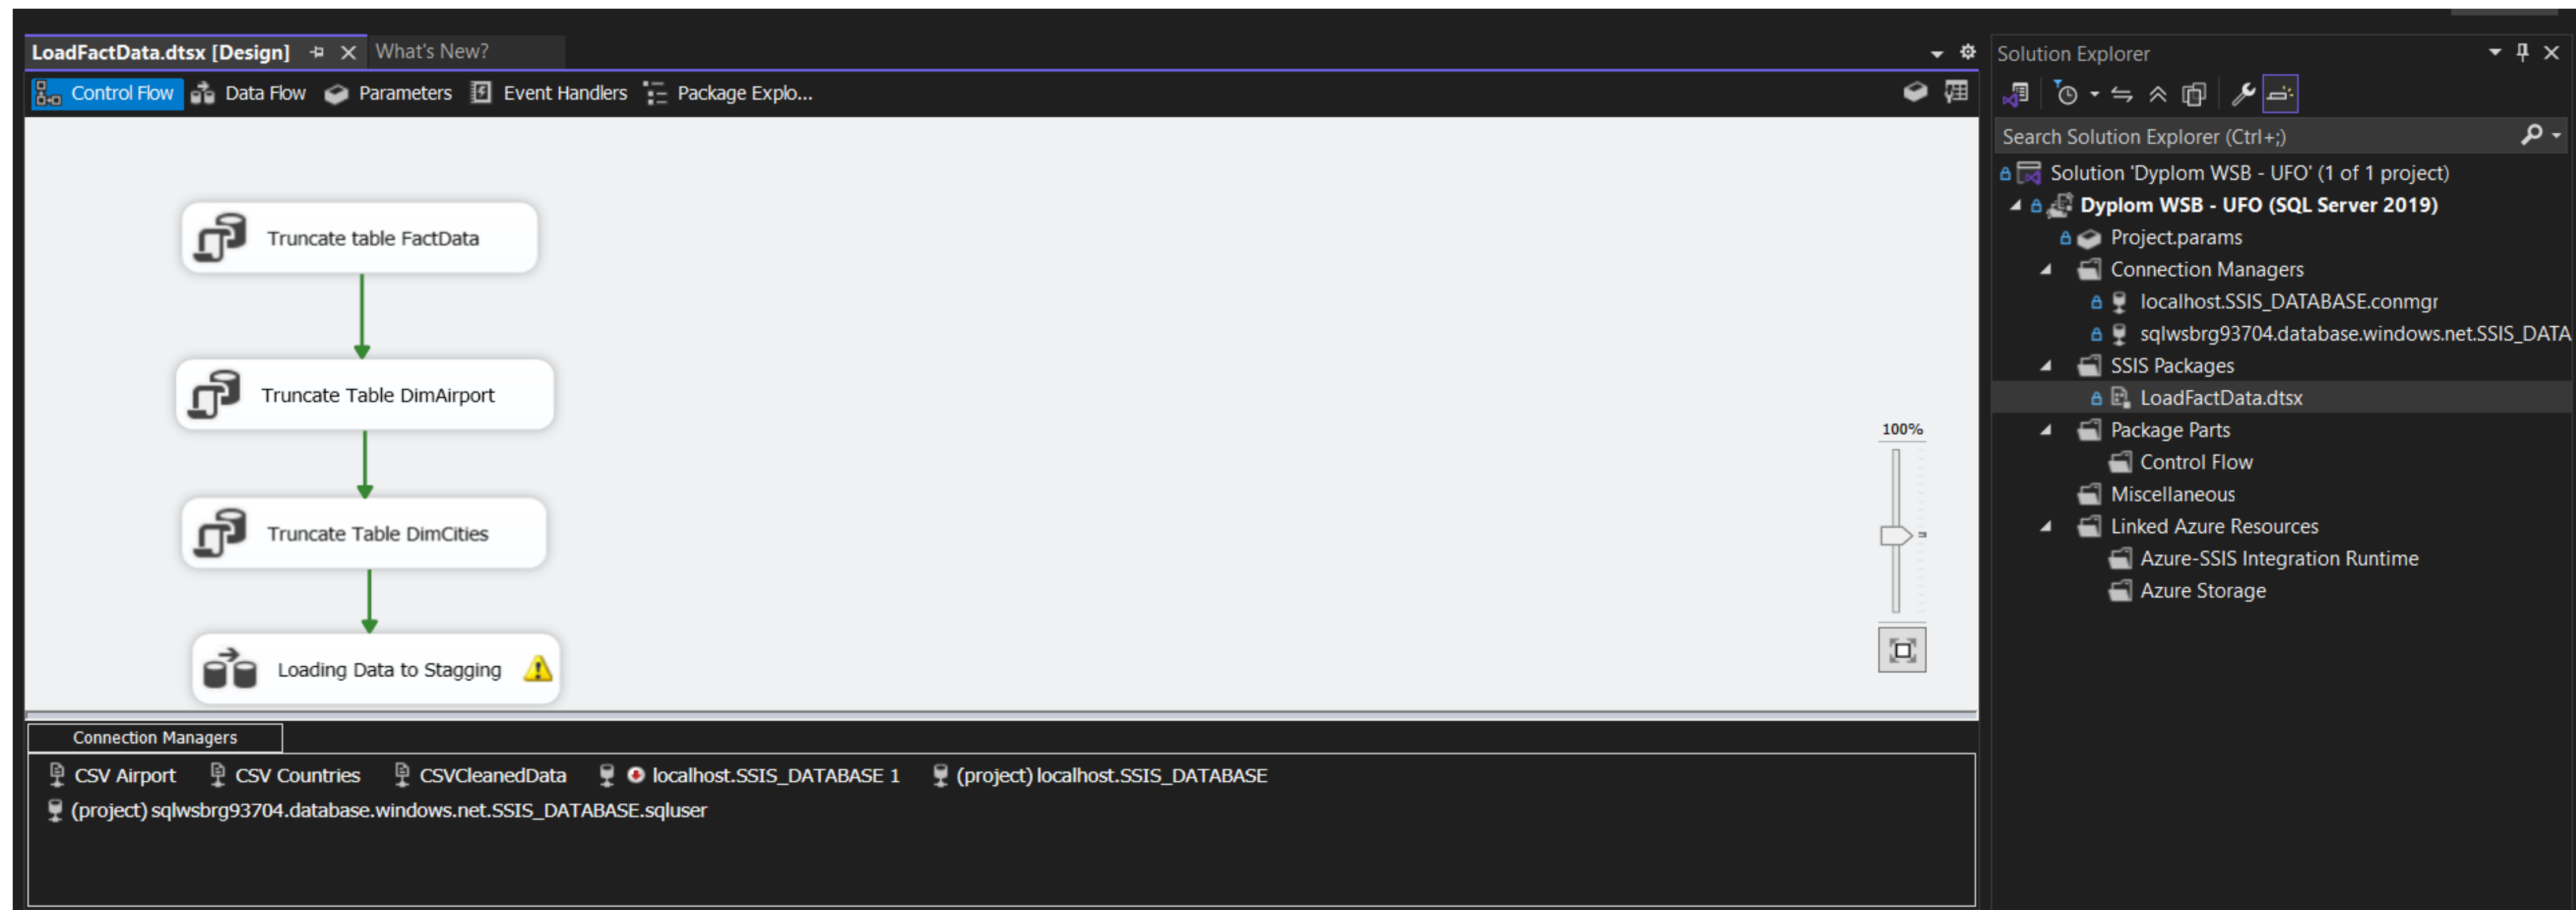 LoadFactData.dtsx [Design] What's New?
Control Flow Data Flow Parameters Event Handlers Package Explo...
Truncate table FactData
Truncate Table DimAirport
Truncate Table DimCities
Loading Data to Stagging
100%
Connection Managers
CSV Airport CSV Countries CSVCleanedData localhost.SSIS_DATABASE 1 (project) localhost.SSIS_DATABASE
(project) sqlwsbrg93704.database.windows.net.SSIS_DATABASE.sqluser
Solution Explorer
Search Solution Explorer (Ctrl+;)
Solution 'Dyplom WSB - UFO' (1 of 1 project)
Dyplom WSB - UFO (SQL Server 2019)
Project.params
Connection Managers
localhost.SSIS_DATABASE.conmgr
sqlwsbrg93704.database.windows.net.SSIS_DATA
SSIS Packages
LoadFactData.dtsx
Package Parts
Control Flow
Miscellaneous
Linked Azure Resources
Azure-SSIS Integration Runtime
Azure Storage